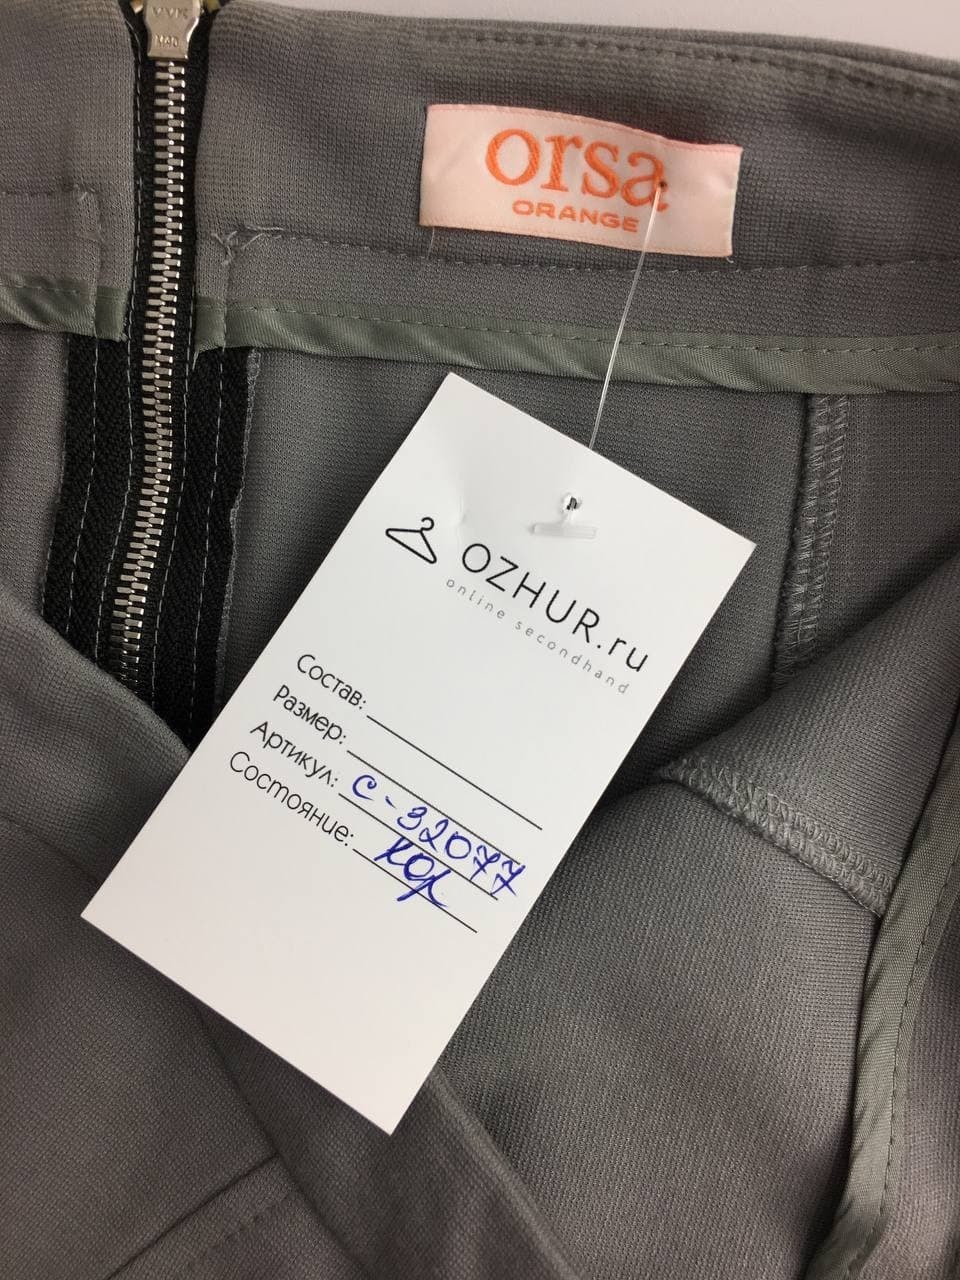 orsa
ORANGE
OZHUR.ru
online secondhand
Состав:
Размер:
Артикул: С-32077
Состояние: хор